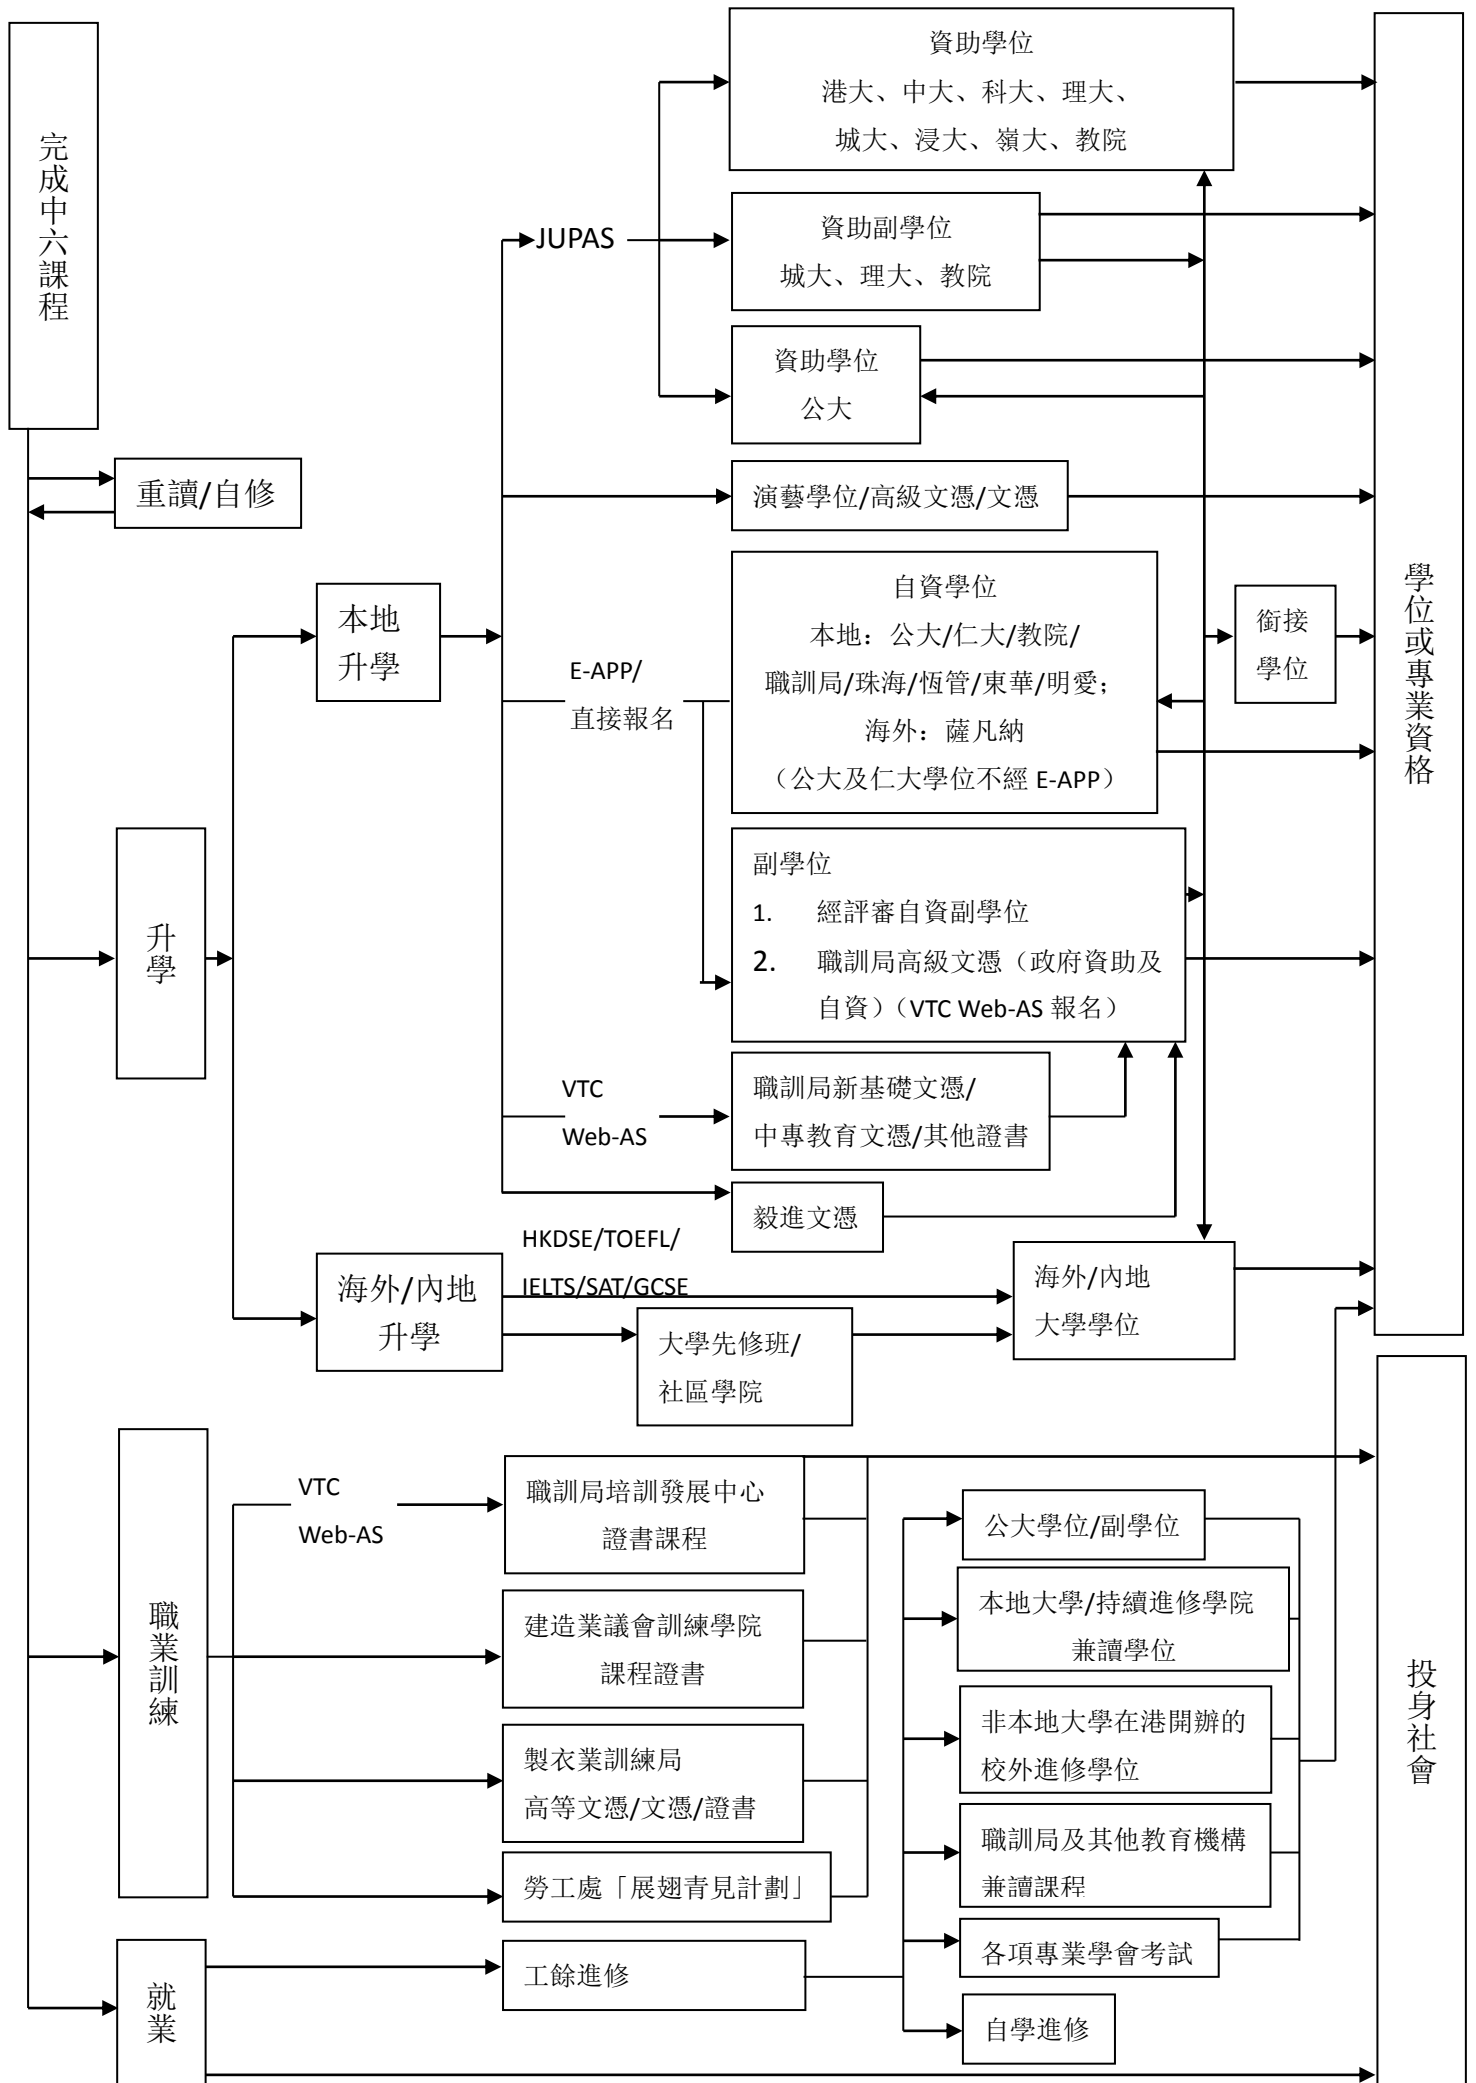 完成中六課程
重讀/自修
升學
職業訓練
就業
本地
升學
海外/內地
升學
JUPAS
E-APP/
直接報名
VTC
Web-AS
HKDSE/TOEFL/
IELTS/SAT/GCSE
資助學位
港大、中大、科大、理大、
城大、浸大、嶺大、教院
資助副學位
城大、理大、教院
資助學位
公大
演藝學位/高級文憑/文憑
自資學位
本地：公大/仁大/教院/
職訓局/珠海/恆管/東華/明愛；
海外：薩凡納
（公大及仁大學位不經 E-APP）
副學位
1. 經評審自資副學位
2. 職訓局高級文憑（政府資助及
自資）（VTC Web-AS 報名）
職訓局新基礎文憑/
中專教育文憑/其他證書
毅進文憑
大學先修班/
社區學院
海外/內地
大學學位
銜接
學位
學位或專業資格
VTC
Web-AS
職訓局培訓發展中心
證書課程
建造業議會訓練學院
課程證書
製衣業訓練局
高等文憑/文憑/證書
勞工處「展翅青見計劃」
工餘進修
公大學位/副學位
本地大學/持續進修學院
兼讀學位
非本地大學在港開辦的
校外進修學位
職訓局及其他教育機構
兼讀課程
各項專業學會考試
自學進修
投身社會